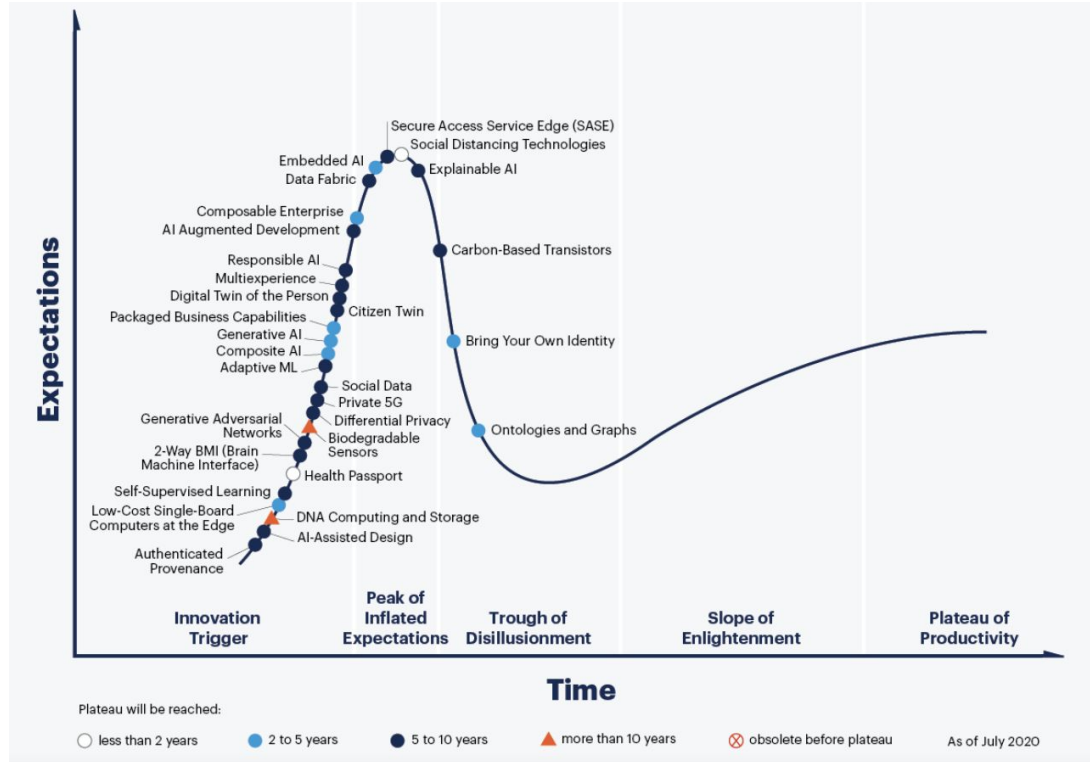 Secure Access Service Edge (SASE)
Social Distancing Technologies
Embedded AI
Explainable AI
Data Fabric
Composable Enterprise
AI Augmented Development
Carbon-Based Transistors
Responsible AI
Multiexperience
Digital Twin of the Person
Citizen Twin
Packaged Business Capabilities
Generative AI
Bring Your Own Identity
Composite AI
Adaptive ML
Social Data
Private 5G
Differential Privacy
Generative Adversarial
Networks
Biodegradable
Sensors
Ontologies and Graphs
2-Way BMI (Brain
Machine Interface)
Health Passport
Self-Supervised Learning
Low-Cost Single-Board
Computers at the Edge
DNA Computing and Storage
AI-Assisted Design
Authenticated
Provenance
Expectations
Innovation
Trigger
Peak of
Inflated
Expectations
Trough of
Disillusionment
Slope of
Enlightenment
Plateau of
Productivity
Time
Plateau will be reached:
less than 2 years
2 to 5 years
5 to 10 years
more than 10 years
obsolete before plateau
As of July 2020